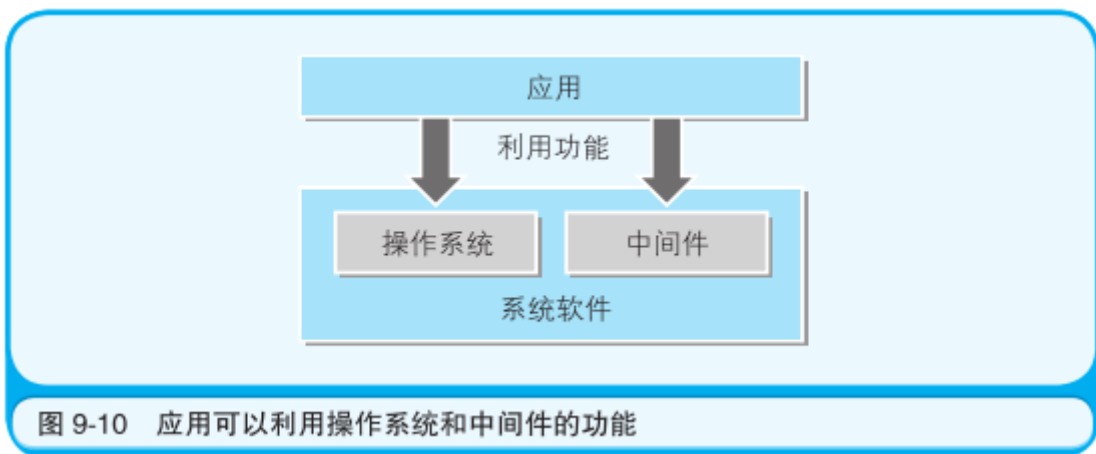 应用
利用功能
操作系统 中间件
系统软件
图 9-10 应用可以利用操作系统和中间件的功能